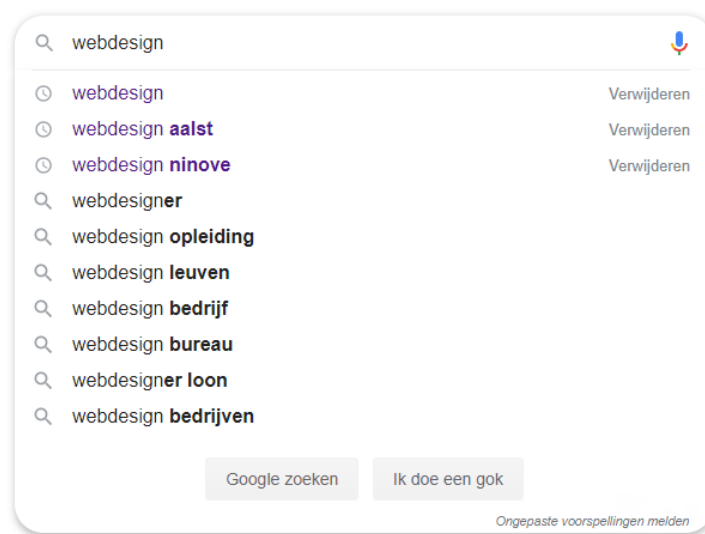 webdesign
webdesign Verwijderen
webdesign aalst Verwijderen
webdesign ninove Verwijderen
webdesigner
webdesign opleiding
webdesign leuven
webdesign bedrijf
webdesign bureau
webdesigner loon
webdesign bedrijven
Google zoeken Ik doe een gok
Ongepaste voorspellingen melden